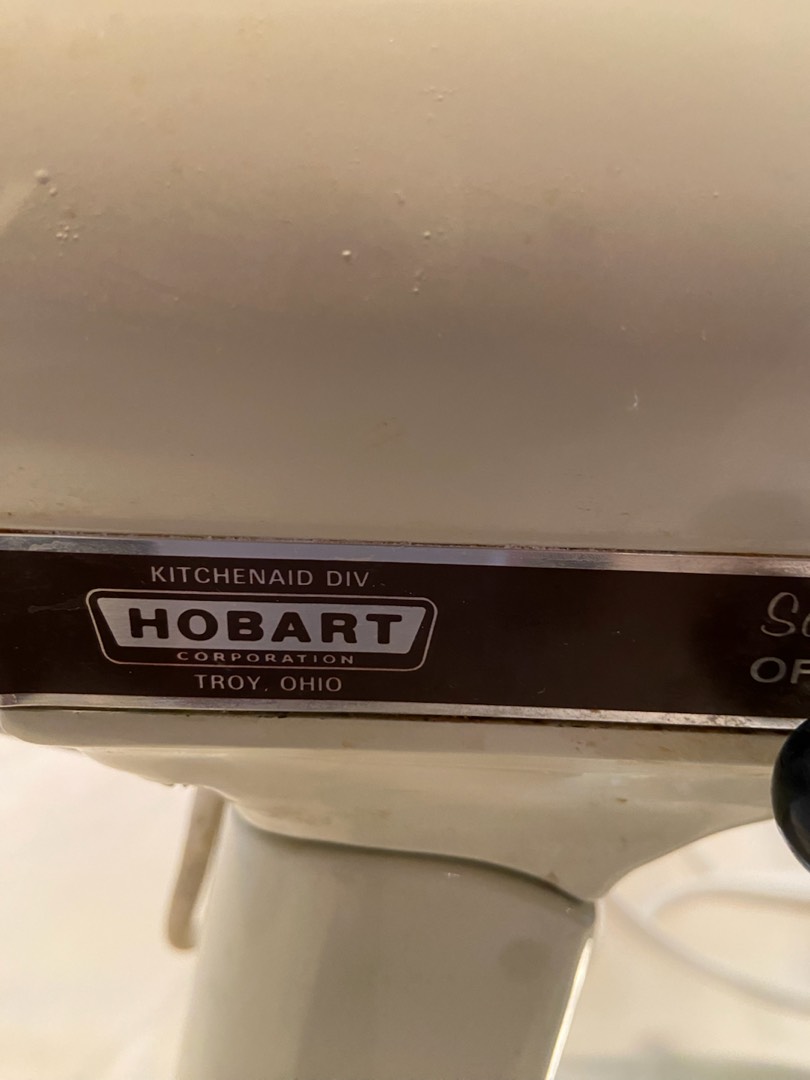 KITCHENAID DIV.
HOBART
CORPORATION
TROY, OHIO